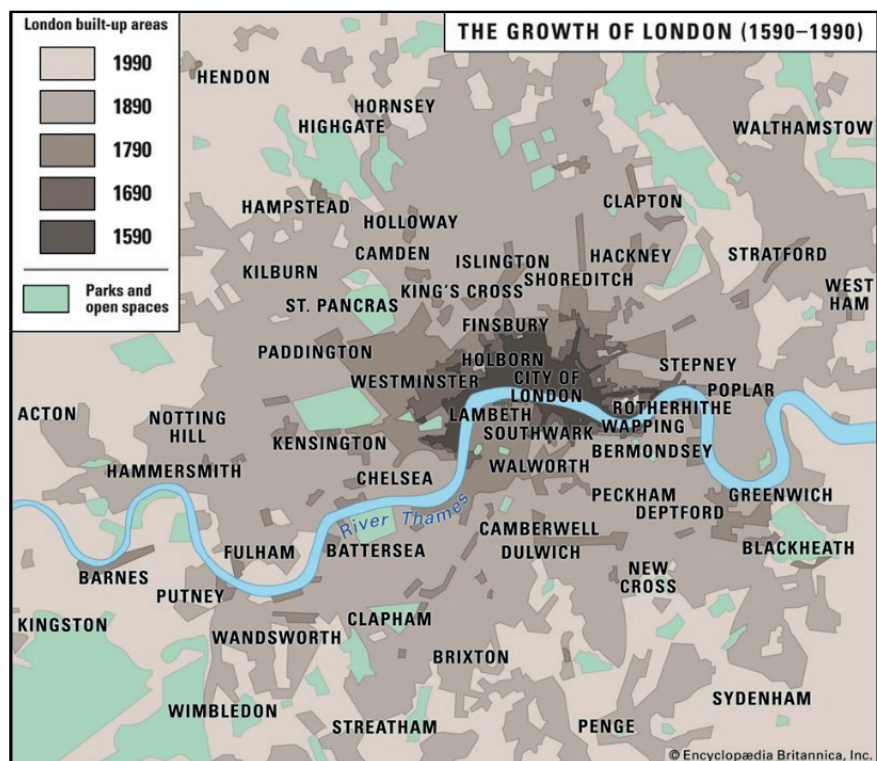 London built-up areas
1990
1890
1790
1690
1590
Parks and
open spaces
THE GROWTH OF LONDON (1590–1990)
HENDON
HORNSEY
HIGHGATE
WALTHAMSTOW
HAMPSTEAD
CLAPTON
HOLLOWAY
CAMDEN
ISLINGTON
HACKNEY
STRATFORD
KILBURN
SHOREDITCH
KING'S CROSS
WEST
HAM
ST. PANCRAS
FINSBURY
PADDINGTON
HOLBORN
STEPNEY
WESTMINSTER
CITY OF
LONDON
POPLAR
ACTON
NOTTING
HILL
LAMBETH
ROTHERHITHE
SOUTHWARK
WAPPING
KENSINGTON
BERMONDSEY
HAMMERSMITH
CHELSEA
WALWORTH
PECKHAM
GREENWICH
DEPTFORD
River Thames
CAMBERWELL
FULHAM
BATTERSEA
DULWICH
BLACKHEATH
BARNES
NEW
CROSS
PUTNEY
KINGSTON
CLAPHAM
WANDSWORTH
BRIXTON
SYDENHAM
WIMBLEDON
STREATHAM
PENGE
© Encyclopædia Britannica, Inc.